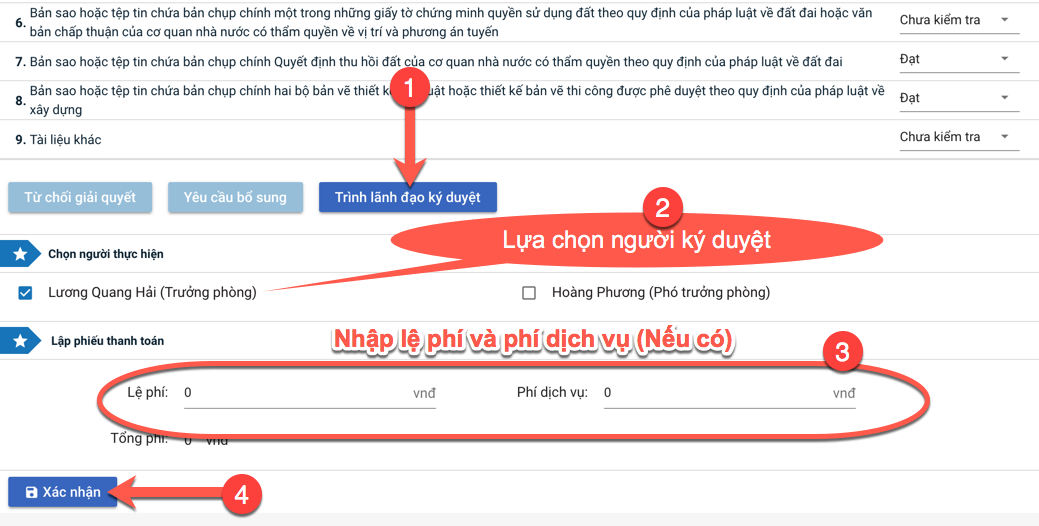 6. Bản sao hoặc tệp tin chứa bản chụp chính một trong những giấy tờ chứng minh quyền sử dụng đất theo quy định của pháp luật về đất đai hoặc văn
bản chấp thuận của cơ quan nhà nước có thẩm quyền về vị trí và phương án tuyến
Chưa kiểm tra
7. Bản sao hoặc tệp tin chứa bản chụp chính Quyết định thu hồi đất của cơ quan nhà nước có thẩm quyền theo quy định của pháp luật về đất đai
Đạt
8. Bản sao hoặc tệp tin chứa bản chụp chính hai bộ bản vẽ thiết hoặc thiết kế bản vẽ thi công được phê duyệt theo quy định của pháp luật về
xây dựng
Đạt
9. Tài liệu khác
Chưa kiểm tra
1
Từ chối giải quyết
Yêu cầu bổ sung
Trình lãnh đạo ký duyệt
2
Lựa chọn người ký duyệt
Chọn người thực hiện
Lương Quang Hải (Trưởng phòng)
Hoàng Phương (Phó trưởng phòng)
Lập phiếu thanh toán
Nhập lệ phí và phí dịch vụ (Nếu có)
3
Lệ phí: 0 vnđ
Phí dịch vụ: 0 vnđ
Tổng phí: 0 vnđ
Xác nhận
4